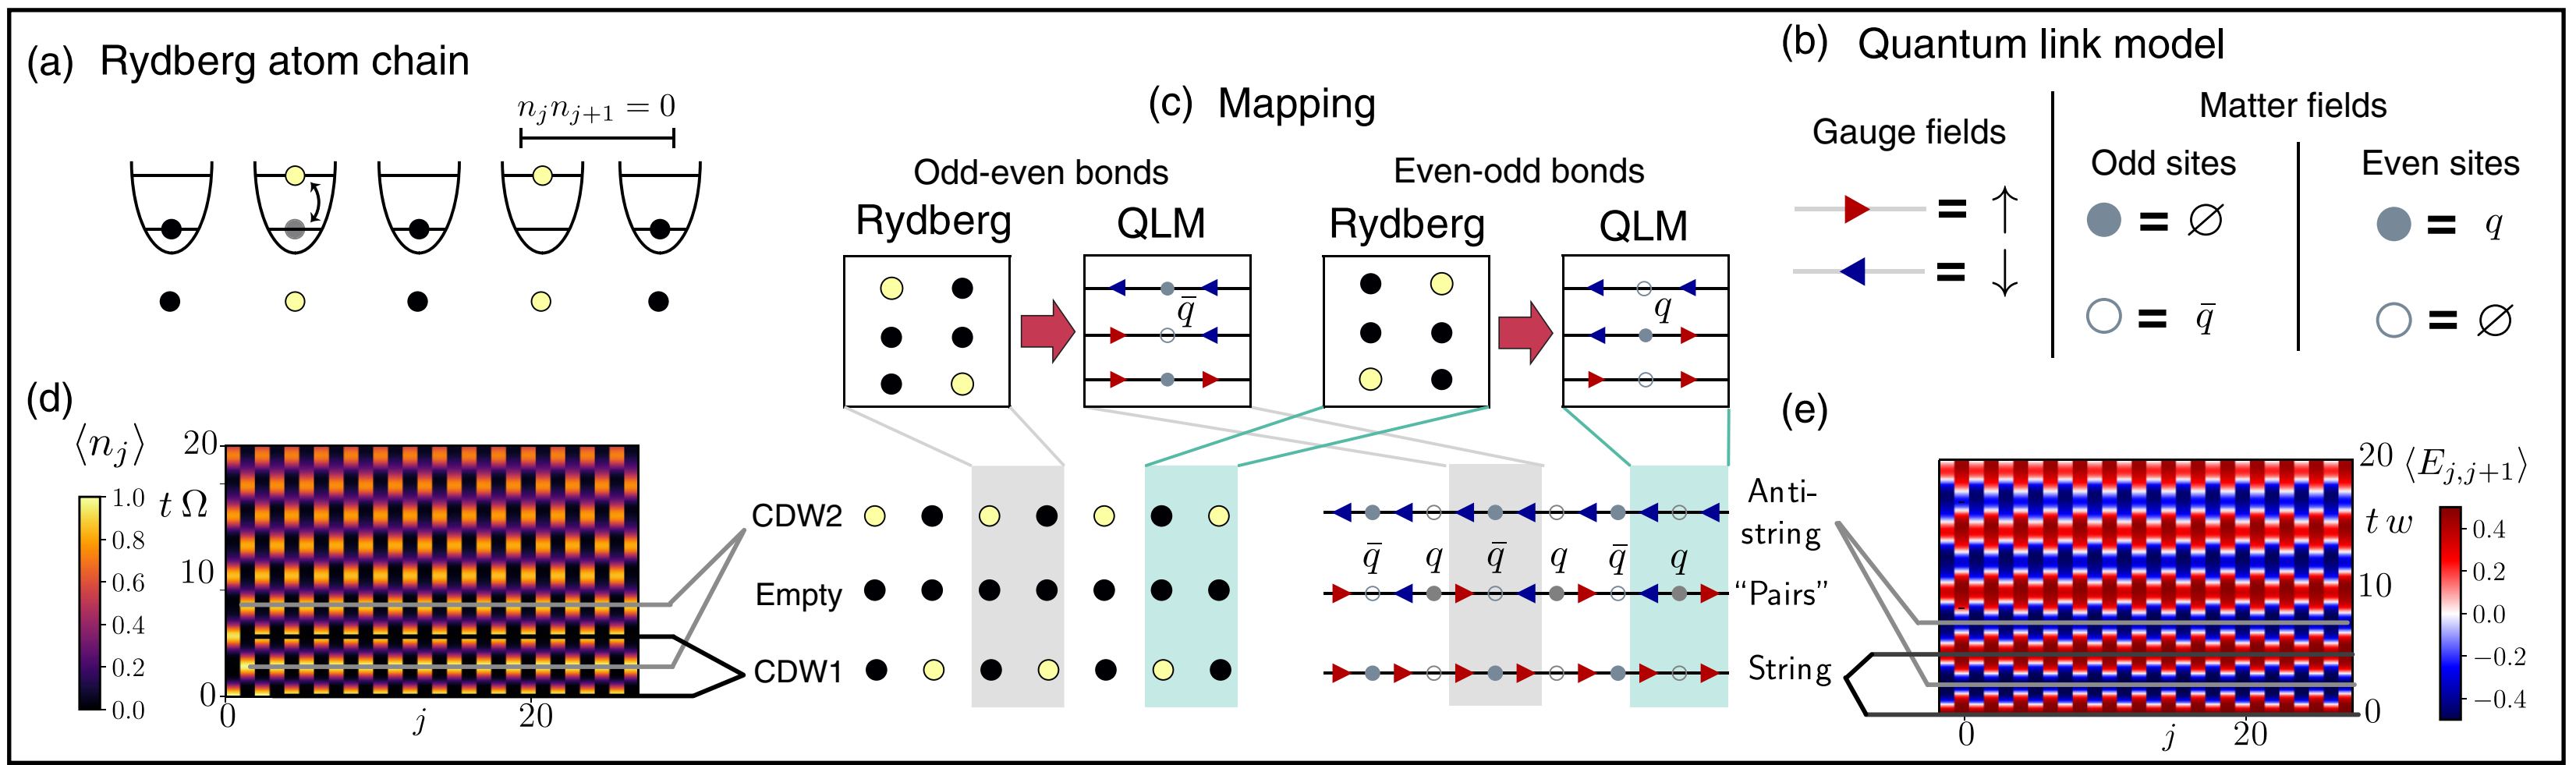 (a) Rydberg atom chain
n_j n_{j+1} = 0
(b) Quantum link model
Gauge fields
= ↑
= ↓
Matter fields
Odd sites
= ∅
= q̄
Even sites
= q
= ∅
(c) Mapping
Odd-even bonds
Rydberg QLM
q̄
Even-odd bonds
Rydberg QLM
q
CDW2
Empty
CDW1
Anti-
string
q̄ q q̄ q q̄ q
“Pairs”
String
(d)
⟨n_j⟩
1.0
0.8
0.6
0.4
0.2
0.0
t Ω
20
10
0
0 j 20
(e)
⟨E_{j,j+1}⟩
20
t w
10
0
0 j 20
0.4
0.2
0.0
−0.2
−0.4